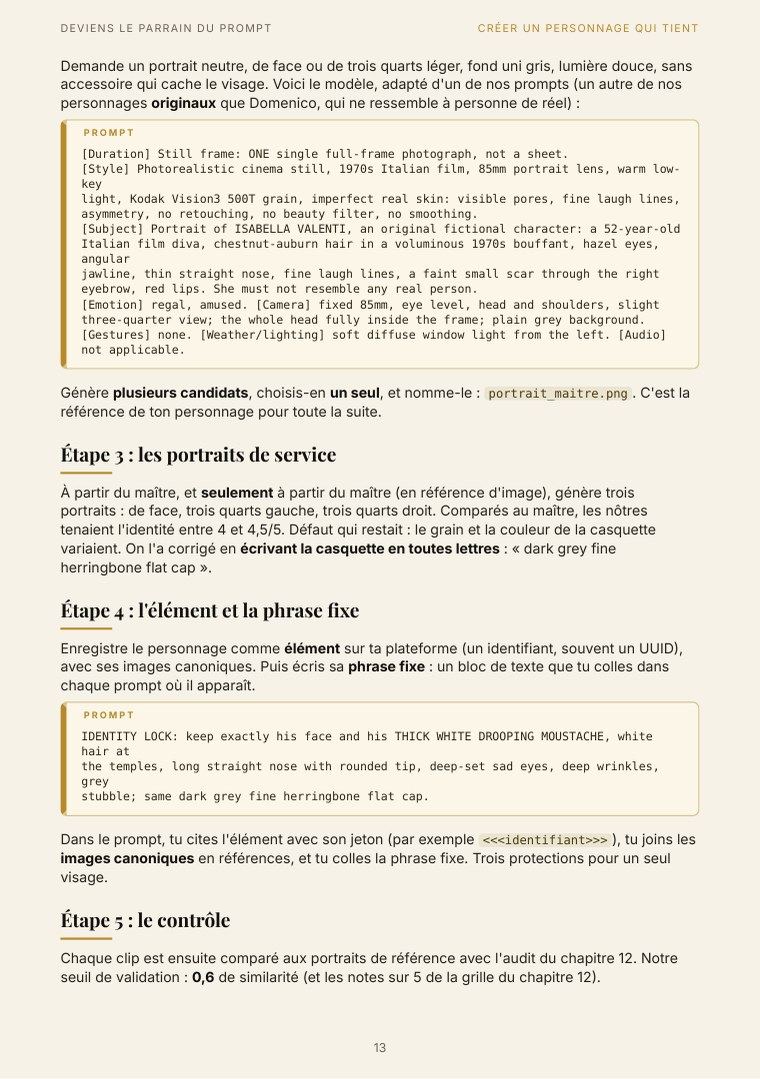 DEVIENS LE PARRAIN DU PROMPT
CRÉER UN PERSONNAGE QUI TIENT
Demande un portrait neutre, de face ou de trois quarts léger, fond uni gris, lumière douce, sans
accessoire qui cache le visage. Voici le modèle, adapté d'un de nos prompts (un autre de nos
personnages originaux que Domenico, qui ne ressemble à personne de réel) :
PROMPT
[Duration] Still frame: ONE single full-frame photograph, not a sheet.
[Style] Photorealistic cinema still, 1970s Italian film, 85mm portrait lens, warm low-
key
light, Kodak Vision3 500T grain, imperfect real skin: visible pores, fine laugh lines,
asymmetry, no retouching, no beauty filter, no smoothing.
[Subject] Portrait of ISABELLA VALENTI, an original fictional character: a 52-year-old
Italian film diva, chestnut-auburn hair in a voluminous 1970s bouffant, hazel eyes,
angular
jawline, thin straight nose, fine laugh lines, a faint small scar through the right
eyebrow, red lips. She must not resemble any real person.
[Emotion] regal, amused. [Camera] fixed 85mm, eye level, head and shoulders, slight
three-quarter view; the whole head fully inside the frame; plain grey background.
[Gestures] none. [Weather/lighting] soft diffuse window light from the left. [Audio]
not applicable.
Génère plusieurs candidats, choisis-en un seul, et nomme-le : portrait_maitre.png. C'est la
référence de ton personnage pour toute la suite.
Étape 3 : les portraits de service
À partir du maître, et seulement à partir du maître (en référence d'image), génère trois
portraits : de face, trois quarts gauche, trois quarts droit. Comparés au maître, les nôtres
tenaient l'identité entre 4 et 4,5/5. Défaut qui restait : le grain et la couleur de la casquette
variaient. On l'a corrigé en écrivant la casquette en toutes lettres : « dark grey fine
herringbone flat cap ».
Étape 4 : l'élément et la phrase fixe
Enregistre le personnage comme élément sur ta plateforme (un identifiant, souvent un UUID),
avec ses images canoniques. Puis écris sa phrase fixe : un bloc de texte que tu colles dans
chaque prompt où il apparaît.
PROMPT
IDENTITY LOCK: keep exactly his face and his THICK WHITE DROOPING MOUSTACHE, white
hair at
the temples, long straight nose with rounded tip, deep-set sad eyes, deep wrinkles,
grey
stubble; same dark grey fine herringbone flat cap.
Dans le prompt, tu cites l'élément avec son jeton (par exemple <<<identifiant>>>), tu joins les
images canoniques en références, et tu colles la phrase fixe. Trois protections pour un seul
visage.
Étape 5 : le contrôle
Chaque clip est ensuite comparé aux portraits de référence avec l'audit du chapitre 12. Notre
seuil de validation : 0,6 de similarité (et les notes sur 5 de la grille du chapitre 12).
13